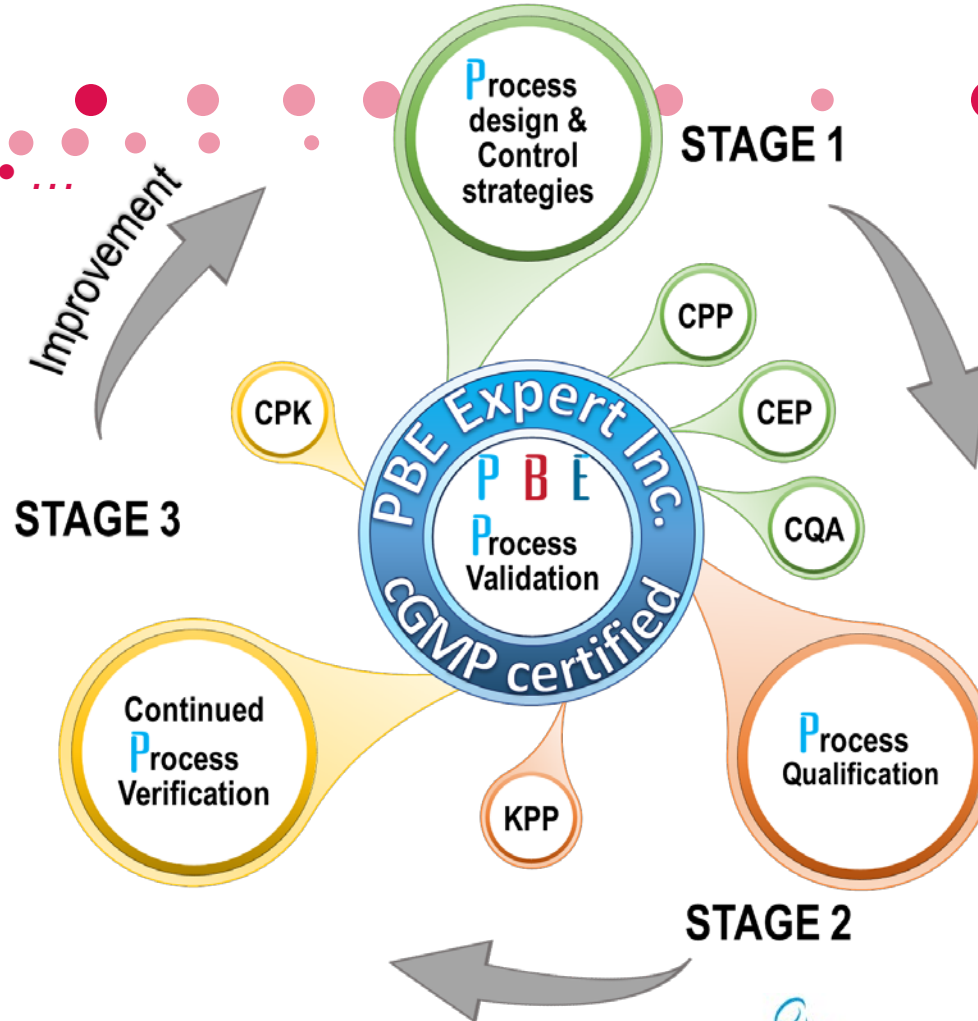 Process
design &
Control
strategies
STAGE 1
...
Improvement
CPP
CEP
CPK
CQA
PBE Expert Inc.
P B E
Process
Validation
cGMP certified
STAGE 3
Continued
Process
Verification
Process
Qualification
KPP
STAGE 2